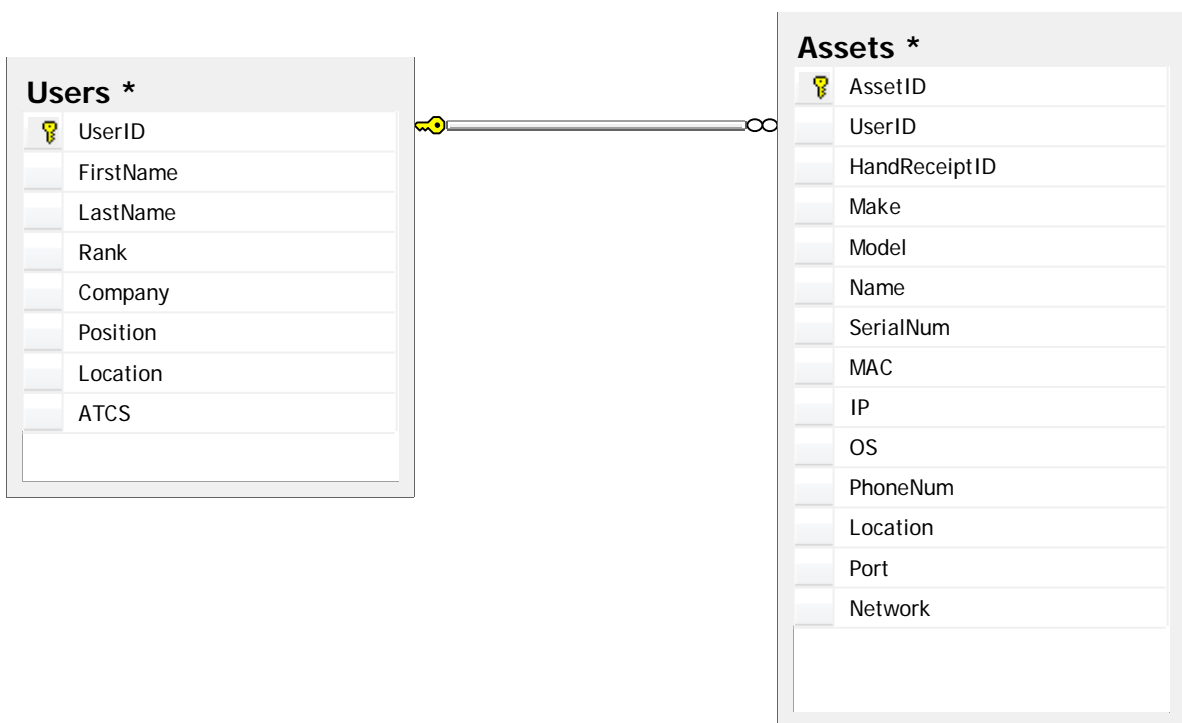 Users *
UserID
FirstName
LastName
Rank
Company
Position
Location
ATCS
Assets *
AssetID
UserID
HandReceiptID
Make
Model
Name
SerialNum
MAC
IP
OS
PhoneNum
Location
Port
Network